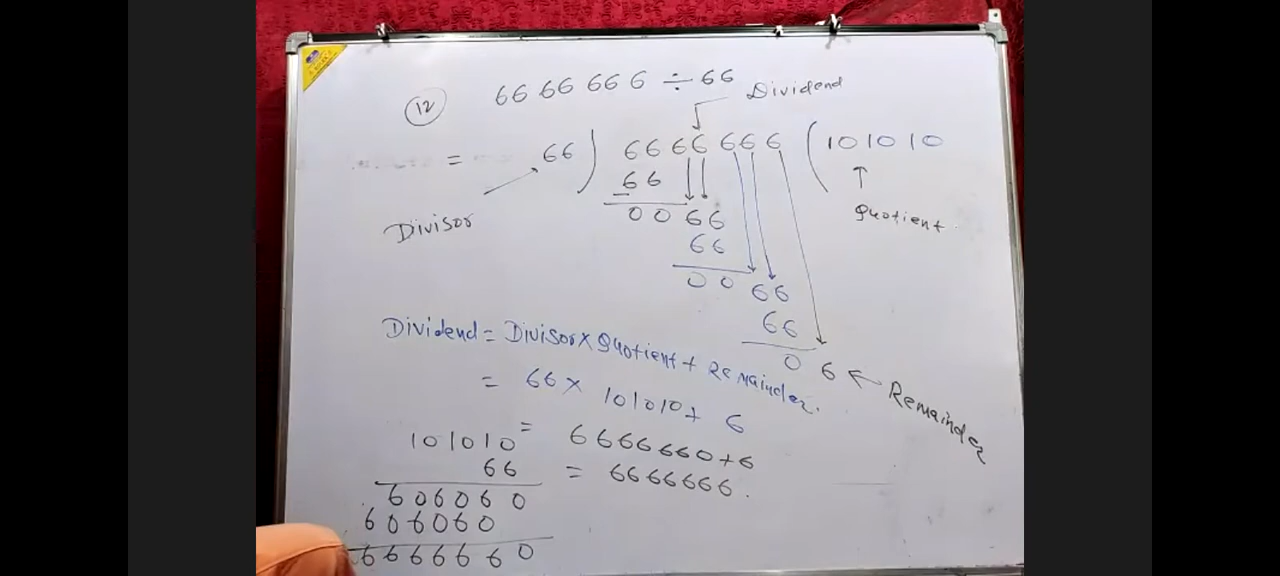 (12) 6666666 ÷ 66
Dividend
= 66 ) 6666666 ( 101010
66
0066
66
0066
66
06
Divisor
Quotient
Remainder
Dividend = Divisor × Quotient + Remainder.
= 66 × 101010 + 6
= 6666660 + 6
= 6666666.
101010
66
606060
606060
6666660